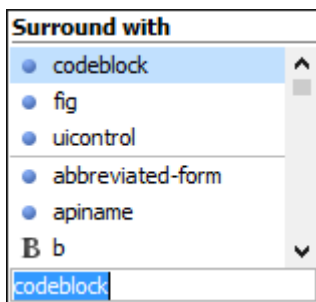 Surround with
codeblock
fig
uicontrol
abbreviated-form
apiname
B b
codeblock